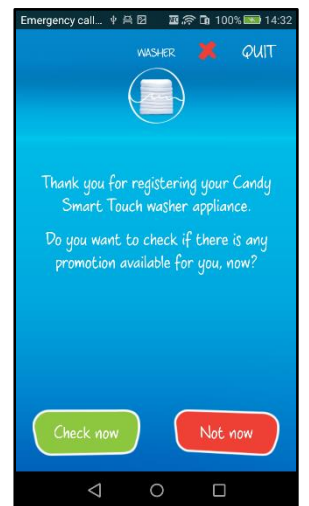 Emergency call... 100% 14:32
WASHER QUIT
Thank you for registering your Candy
Smart Touch washer appliance.
Do you want to check if there is any
promotion available for you, now?
Check now Not now